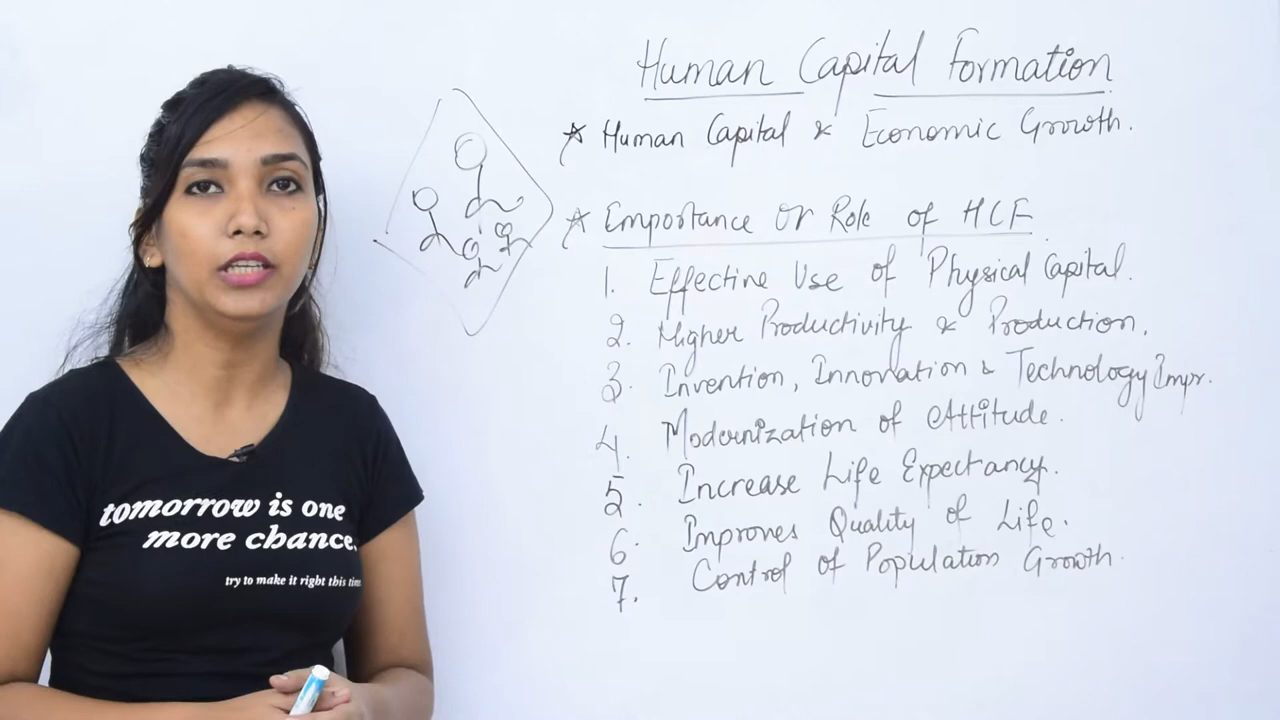 Human Capital Formation
* Human Capital & Economic Growth.
* Importance or Role of HCF
1. Effective Use of Physical Capital.
2. Higher Productivity & Production.
3. Invention, Innovation & Technology Impr.
4. Modernization of Attitude.
5. Increase Life Expectancy.
6. Improves Quality of Life.
7. Control of Population Growth.
tomorrow is one
more chance.
try to make it right this time